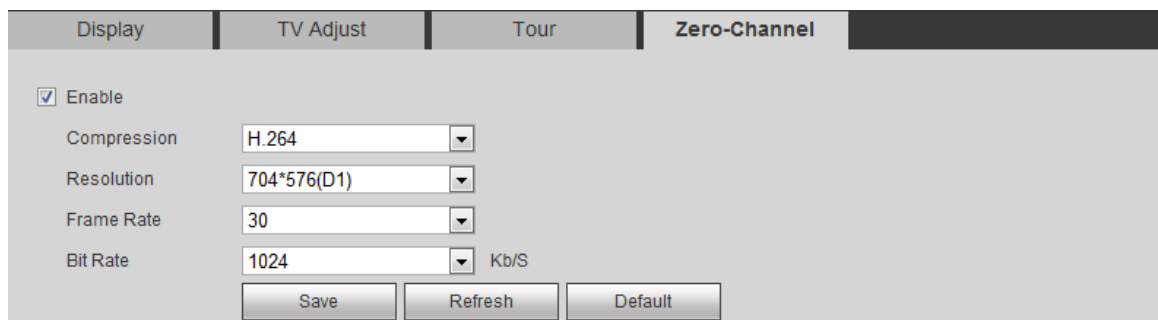 Display TV Adjust Tour Zero-Channel
Enable
Compression H.264
Resolution 704*576(D1)
Frame Rate 30
Bit Rate 1024 Kb/S
Save Refresh Default